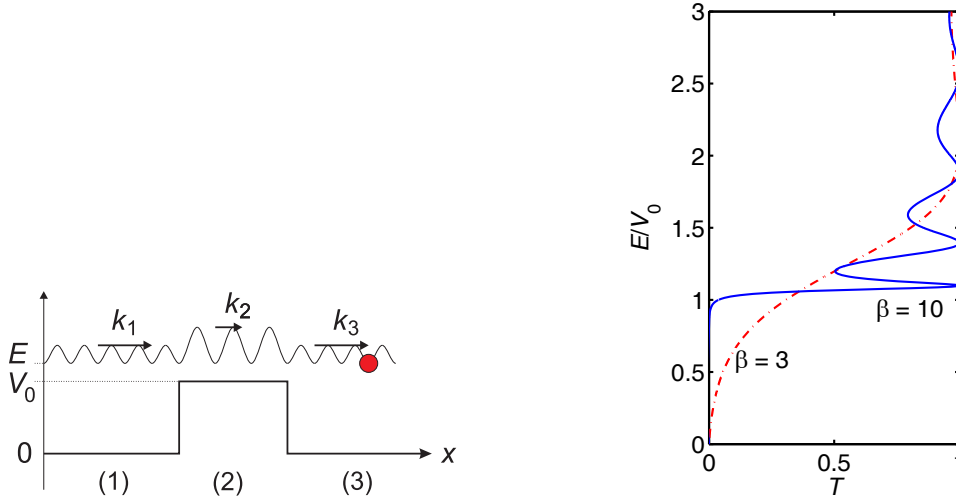 k1 k2 k3
E
V0
0
x
(1) (2) (3)
3
2.5
2
1.5
1
0.5
0
E/V0
β = 10
β = 3
0 0.5 1
T